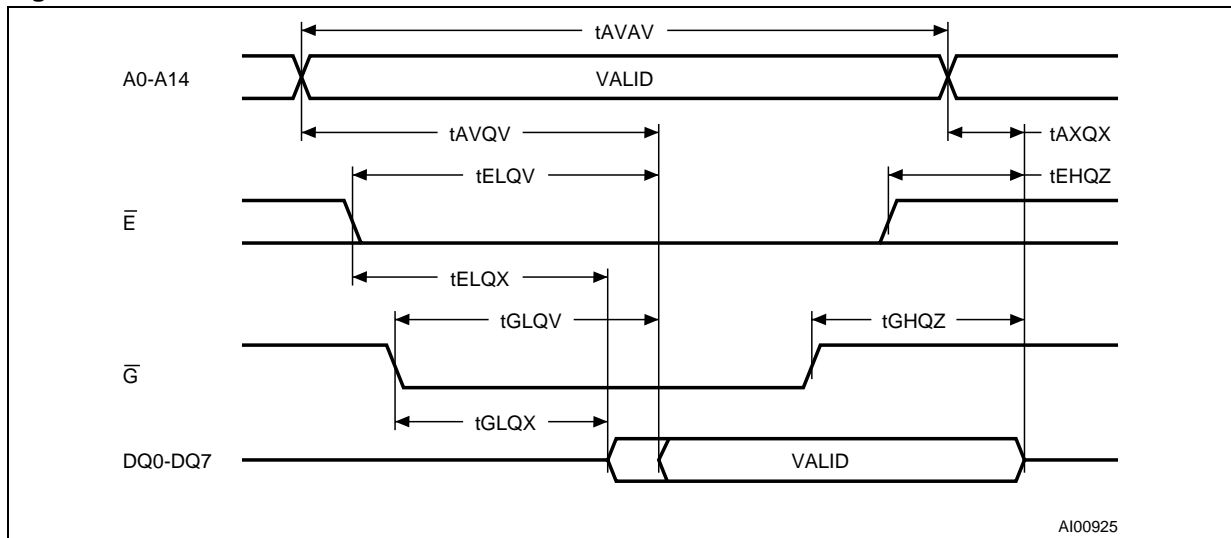 tAVAV
A0-A14
VALID
tAVQV
tAXQX
tELQV
tEHQZ
E̅
tELQX
tGLQV
tGHQZ
G̅
tGLQX
DQ0-DQ7
VALID
AI00925